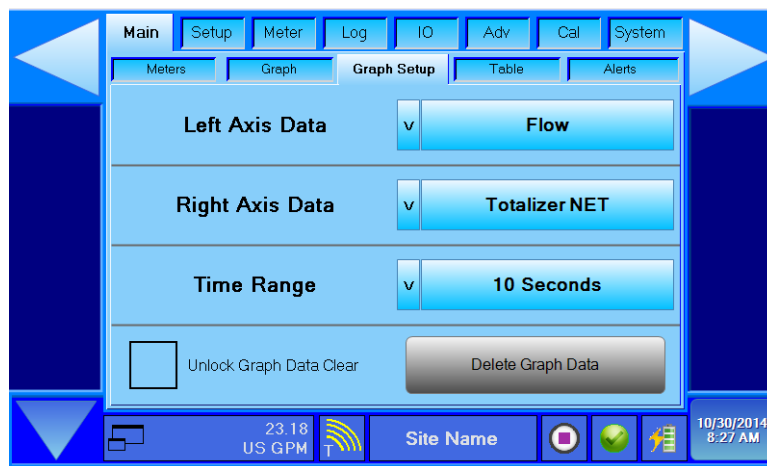 Main Setup Meter Log IO Adv Cal System
Meters Graph Graph Setup Table Alerts
Left Axis Data v Flow
Right Axis Data v Totalizer NET
Time Range v 10 Seconds
Unlock Graph Data Clear Delete Graph Data
23.18
US GPM T Site Name
10/30/2014
8:27 AM